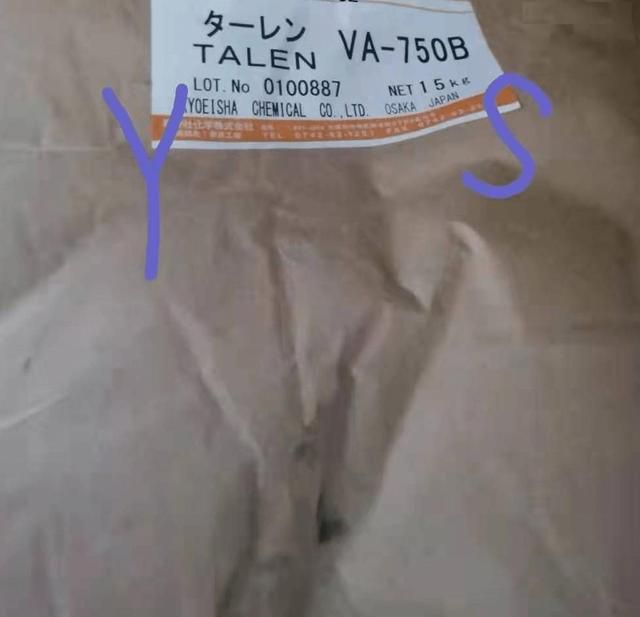 ターレン
TALEN VA-750B
LOT. No 0100887 NET 15kg
KYOEISHA CHEMICAL CO.,LTD. OSAKA JAPAN
Y S